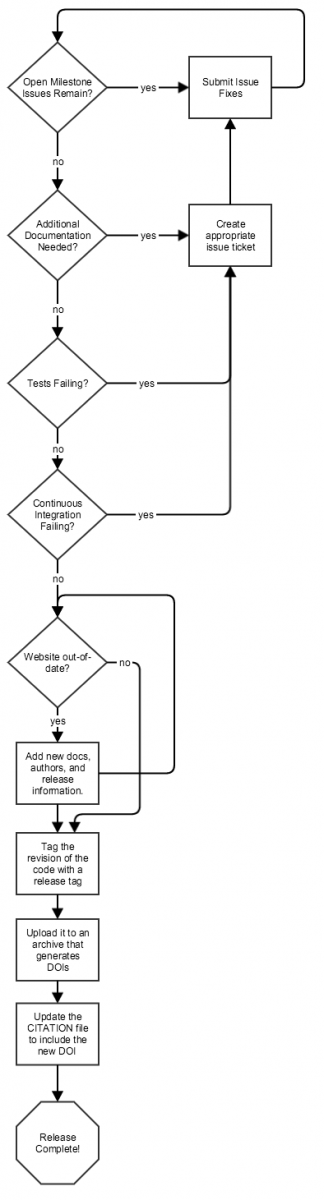 Open Milestone
Issues Remain?
yes
Submit Issue
Fixes
no
Additional
Documentation
Needed?
yes
Create
appropriate
issue ticket
no
Tests Failing?
yes
no
Continuous
Integration
Failing?
yes
no
Website out-of-
date?
no
yes
Add new docs,
authors, and
release
information.
Tag the
revision of the
code with a
release tag
Upload it to an
archive that
generates
DOIs
Update the
CITATION file
to include the
new DOI
Release
Complete!